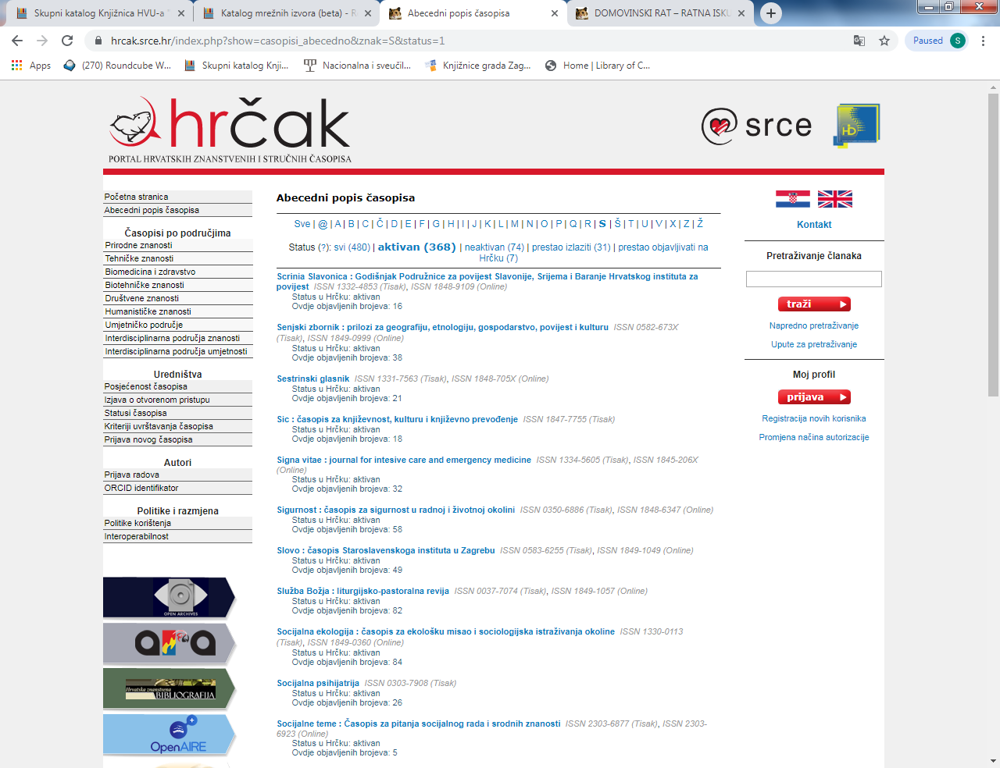 Skupni katalog Knjižnica HVU-a
Katalog mrežnih izvora (beta) - R
Abecedni popis časopisa
DOMOVINSKI RAT – RATNA ISKU
hrcak.srce.hr/index.php?show=casopisi_abecedno&znak=S&status=1
Paused
S
Apps
(270) Roundcube W...
Skupni katalog Knji...
Nacionalna i sveučil...
Knjižnice grada Zag...
Home | Library of C...
hrčak
PORTAL HRVATSKIH ZNANSTVENIH I STRUČNIH ČASOPISA
srce
HD
Početna stranica
Abecedni popis časopisa
Časopisi po područjima
Prirodne znanosti
Tehničke znanosti
Biomedicina i zdravstvo
Biotehničke znanosti
Društvene znanosti
Humanističke znanosti
Umjetničko područje
Interdisciplinarna područja znanosti
Interdisciplinarna područja umjetnosti
Uredništva
Posjećenost časopisa
Izjava o otvorenom pristupu
Statusi časopisa
Kriteriji uvrštavanja časopisa
Prijava novog časopisa
Autori
Prijava radova
ORCID identifikator
Politike i razmjena
Politike korištenja
Interoperabilnost
OPEN ARCHIVES
Hrvatska znanstvena
BIBLIOGRAFIJA
OpenAIRE
Abecedni popis časopisa
Sve | @ | A | B | C | Č | D | E | F | G | H | I | J | K | L | M | N | O | P | Q | R | S | Š | T | U | V | X | Z | Ž
Status (?): svi (480) | aktivan (368) | neaktivan (74) | prestao izlaziti (31) | prestao objavljivati na
Hrčku (7)
Scrinia Slavonica : Godišnjak Podružnice za povijest Slavonije, Srijema i Baranje Hrvatskog instituta za
povijest ISSN 1332-4853 (Tisak), ISSN 1848-9109 (Online)
Status u Hrčku: aktivan
Ovdje objavljenih brojeva: 16
Senjski zbornik : prilozi za geografiju, etnologiju, gospodarstvo, povijest i kulturu ISSN 0582-673X
(Tisak), ISSN 1849-0999 (Online)
Status u Hrčku: aktivan
Ovdje objavljenih brojeva: 38
Sestrinski glasnik ISSN 1331-7563 (Tisak), ISSN 1848-705X (Online)
Status u Hrčku: aktivan
Ovdje objavljenih brojeva: 21
Sic : časopis za književnost, kulturu i književno prevođenje ISSN 1847-7755 (Tisak)
Status u Hrčku: aktivan
Ovdje objavljenih brojeva: 18
Signa vitae : journal for intesive care and emergency medicine ISSN 1334-5605 (Tisak), ISSN 1845-206X
(Online)
Status u Hrčku: aktivan
Ovdje objavljenih brojeva: 32
Sigurnost : časopis za sigurnost u radnoj i životnoj okolini ISSN 0350-6886 (Tisak), ISSN 1848-6347 (Online)
Status u Hrčku: aktivan
Ovdje objavljenih brojeva: 58
Slovo : časopis Staroslavenskoga instituta u Zagrebu ISSN 0583-6255 (Tisak), ISSN 1849-1049 (Online)
Status u Hrčku: aktivan
Ovdje objavljenih brojeva: 49
Služba Božja : liturgijsko-pastoralna revija ISSN 0037-7074 (Tisak), ISSN 1849-1057 (Online)
Status u Hrčku: aktivan
Ovdje objavljenih brojeva: 82
Socijalna ekologija : časopis za ekološku misao i sociologijska istraživanja okoline ISSN 1330-0113
(Tisak), ISSN 1849-0360 (Online)
Status u Hrčku: aktivan
Ovdje objavljenih brojeva: 84
Socijalna psihijatrija ISSN 0303-7908 (Tisak)
Status u Hrčku: aktivan
Ovdje objavljenih brojeva: 26
Socijalne teme : Časopis za pitanja socijalnog rada i srodnih znanosti ISSN 2303-6877 (Tisak), ISSN 2303-
6923 (Online)
Status u Hrčku: aktivan
Ovdje objavljenih brojeva: 5
Kontakt
Pretraživanje članaka
traži
Napredno pretraživanje
Upute za pretraživanje
Moj profil
prijava
Registracija novih korisnika
Promjena načina autorizacije